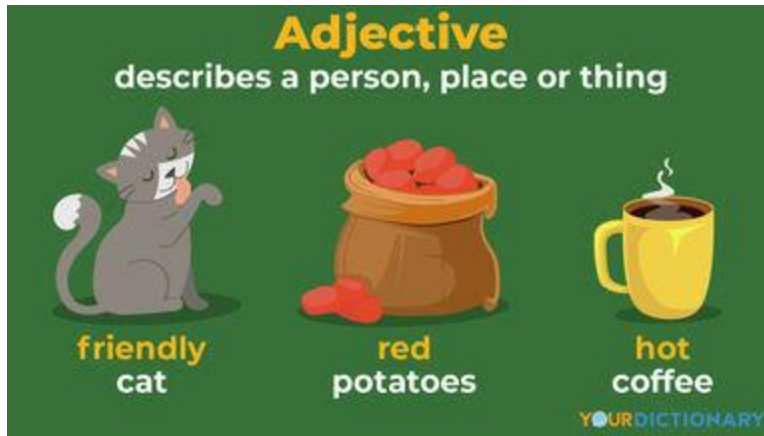 Adjective
describes a person, place or thing
friendly
cat
red
potatoes
hot
coffee
YOURDICTIONARY